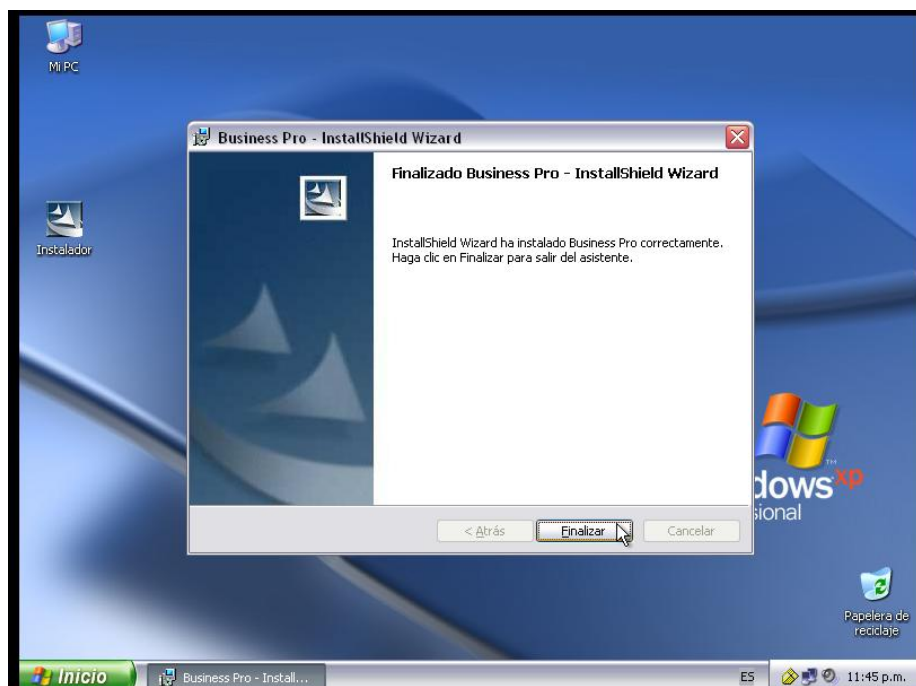 Mi PC
Business Pro - InstallShield Wizard
Finalizado Business Pro - InstallShield Wizard
Instalador
InstallShield Wizard ha instalado Business Pro correctamente.
Haga clic en Finalizar para salir del asistente.
dows xp
TM
sional
< Atrás
Finalizar
Cancelar
Papelera de
reciclaje
Inicio
Business Pro - Install...
ES
11:45 p.m.